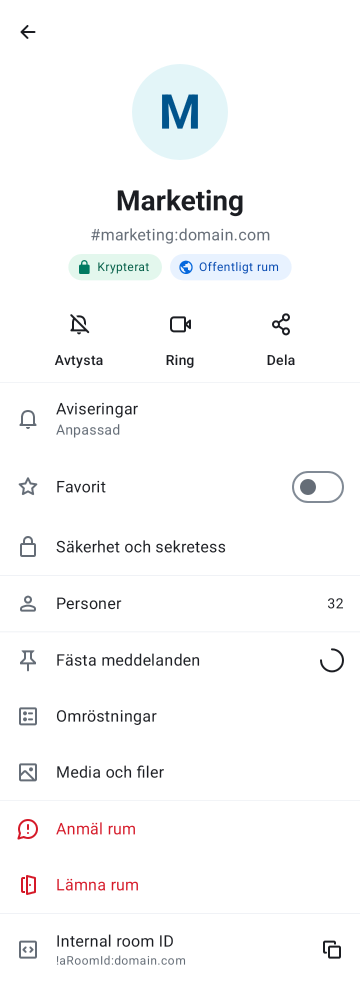 M
Marketing
#marketing:domain.com
Krypterat
Offentligt rum
Avtysta
Ring
Dela
Aviseringar
Anpassad
Favorit
Säkerhet och sekretess
Personer
32
Fästa meddelanden
Omröstningar
Media och filer
Anmäl rum
Lämna rum
Internal room ID
!aRoomId:domain.com